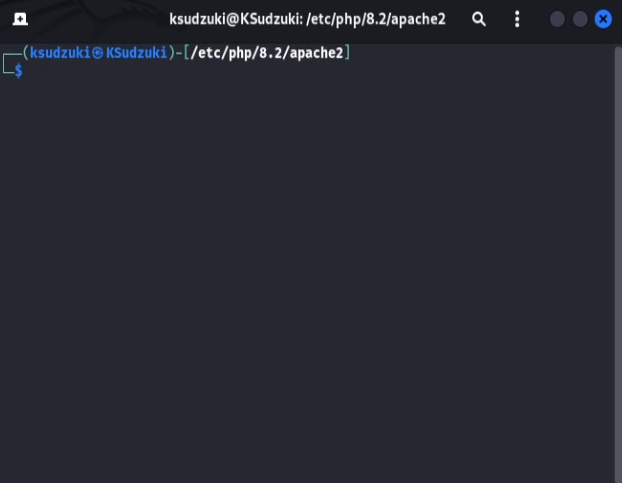 ksudzuki@KSudzuki: /etc/php/8.2/apache2
┌──(ksudzuki㉿KSudzuki)-[/etc/php/8.2/apache2]
└─$